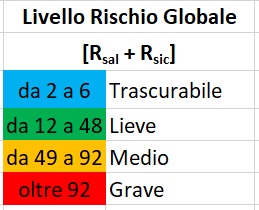 Livello Rischio Globale
[Rsal + Rsic]
da 2 a 6 Trascurabile
da 12 a 48 Lieve
da 49 a 92 Medio
oltre 92 Grave